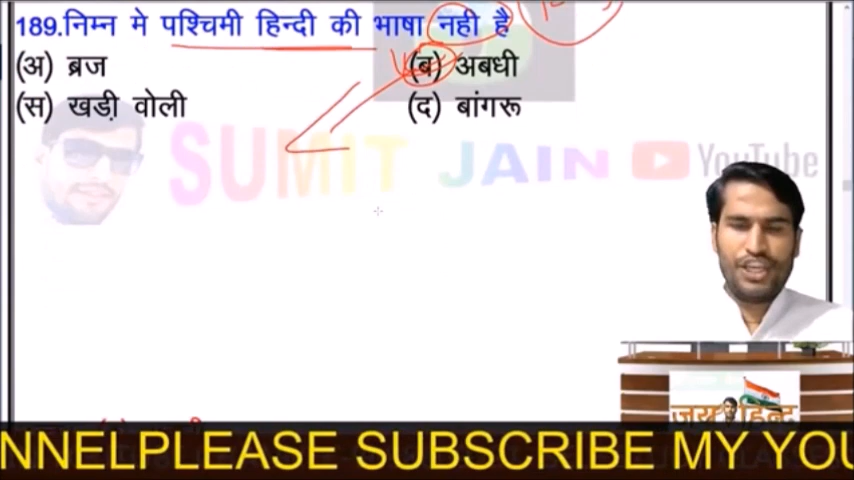 189.निम्न मे पश्चिमी हिन्दी की भाषा नही है
(अ) ब्रज (ब) अबधी
(स) खडी़ वोली (द) बांगरू
SUMIT JAIN YouTube
जय हिन्द
NNELPLEASE SUBSCRIBE MY YOU